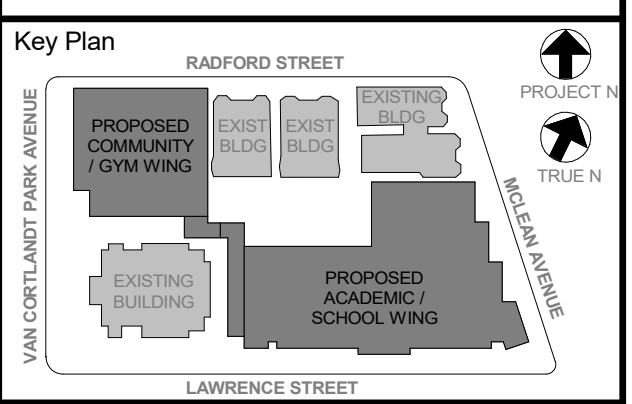 Key Plan
RADFORD STREET
PROJECT N
TRUE N
VAN CORTLANDT PARK AVENUE
PROPOSED
COMMUNITY
/ GYM WING
EXIST
BLDG
EXIST
BLDG
EXISTING
BLDG
MCLEAN AVENUE
EXISTING
BUILDING
PROPOSED
ACADEMIC /
SCHOOL WING
LAWRENCE STREET